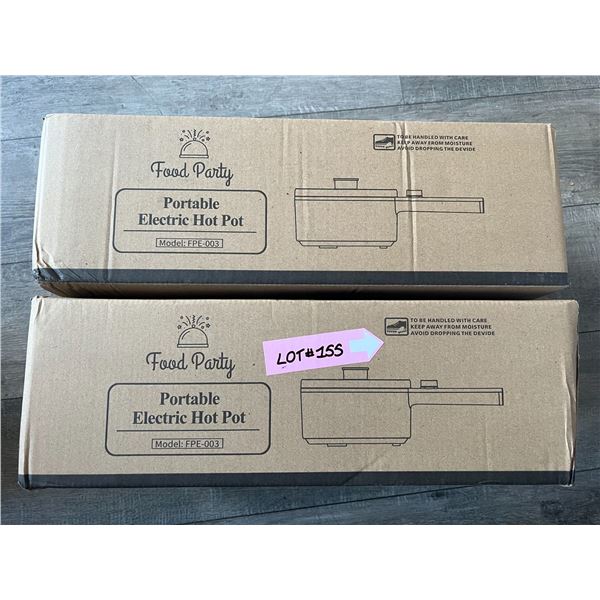 Food Party
Portable
Electric Hot Pot
Model: FPE-003
TO BE HANDLED WITH CARE
KEEP AWAY FROM MOISTURE
AVOID DROPPING THE DEVIDE
Food Party
Portable
Electric Hot Pot
Model: FPE-003
LOT#155
TO BE HANDLED WITH CARE
KEEP AWAY FROM MOISTURE
AVOID DROPPING THE DEVIDE